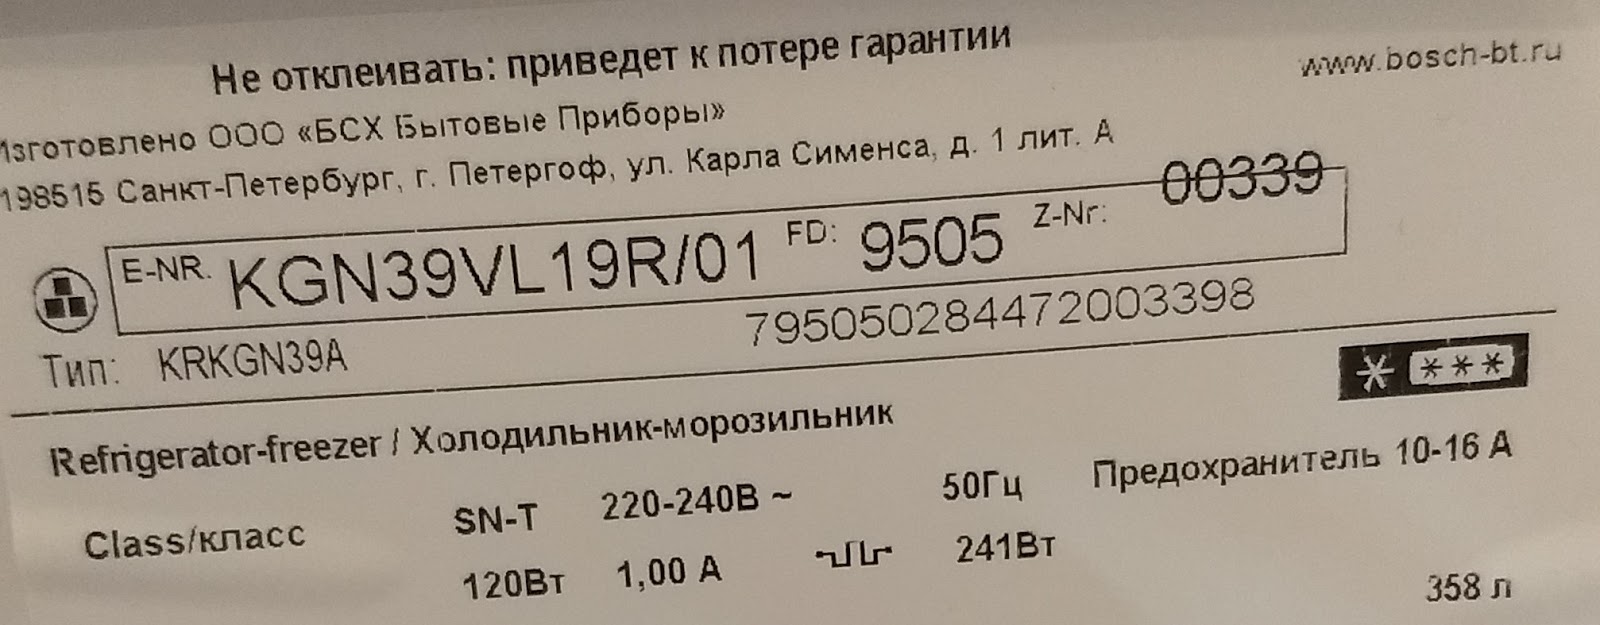 Не отклеивать: приведет к потере гарантии
www.bosch-bt.ru
Изготовлено ООО «БСХ Бытовые Приборы»
198515 Санкт-Петербург, г. Петергоф, ул. Карла Сименса, д. 1 лит. А
E-NR. KGN39VL19R/01 FD: 9505 Z-Nr: 00339
795050284472003398
Тип: KRKGN39A
Refrigerator-freezer / Холодильник-морозильник
Class/класс SN-T 220-240В ~ 50Гц Предохранитель 10-16 А
120Вт 1,00 А 241Вт
358 л